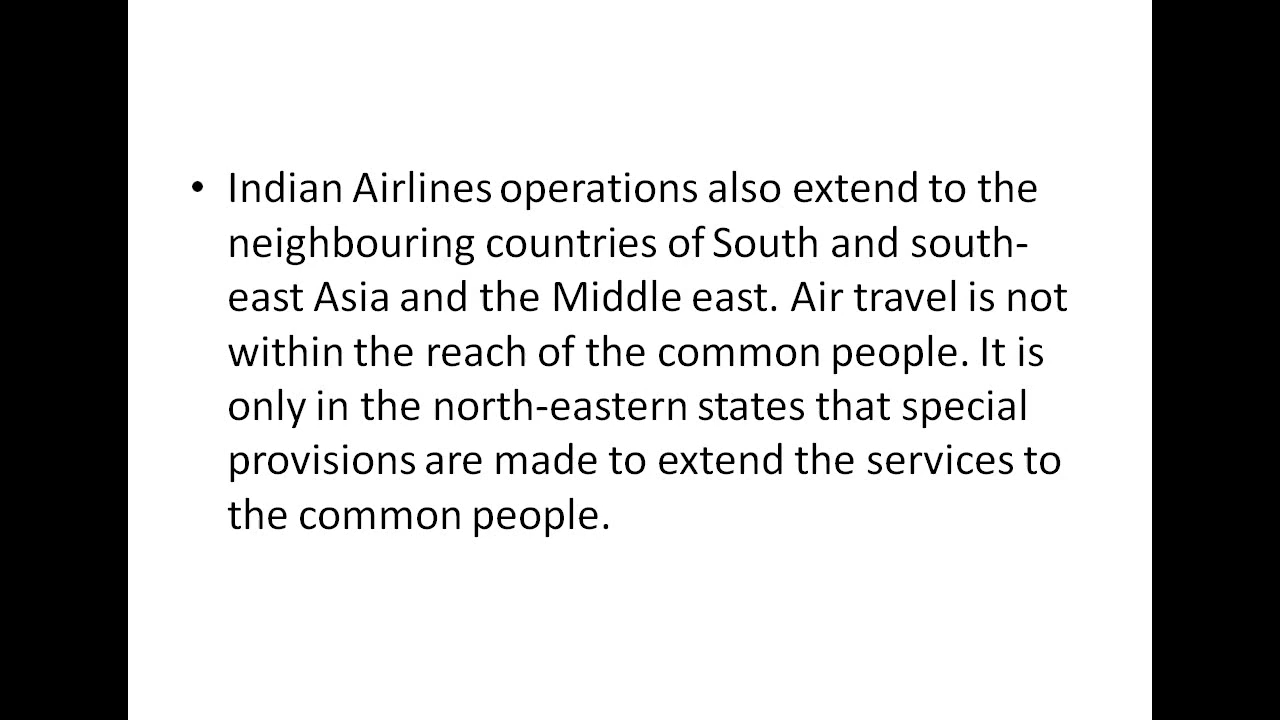 • Indian Airlines operations also extend to the
neighbouring countries of South and south-
east Asia and the Middle east. Air travel is not
within the reach of the common people. It is
only in the north-eastern states that special
provisions are made to extend the services to
the common people.